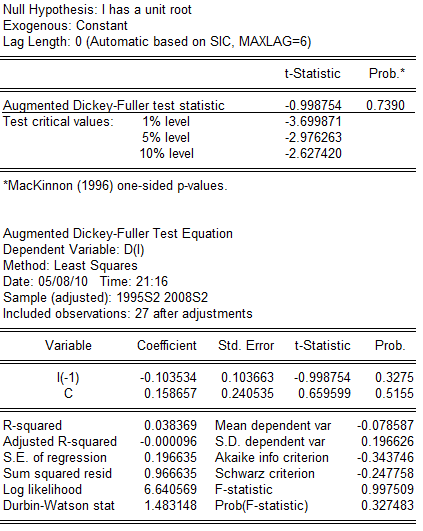 Null Hypothesis: I has a unit root
Exogenous: Constant
Lag Length: 0 (Automatic based on SIC, MAXLAG=6)
t-Statistic Prob.*
Augmented Dickey-Fuller test statistic -0.998754 0.7390
Test critical values: 1% level -3.699871
5% level -2.976263
10% level -2.627420
*MacKinnon (1996) one-sided p-values.
Augmented Dickey-Fuller Test Equation
Dependent Variable: D(I)
Method: Least Squares
Date: 05/08/10 Time: 21:16
Sample (adjusted): 1995S2 2008S2
Included observations: 27 after adjustments
Variable Coefficient Std. Error t-Statistic Prob.
I(-1) -0.103534 0.103663 -0.998754 0.3275
C 0.158657 0.240535 0.659599 0.5155
R-squared 0.038369 Mean dependent var -0.078587
Adjusted R-squared -0.000096 S.D. dependent var 0.196626
S.E. of regression 0.196635 Akaike info criterion -0.343746
Sum squared resid 0.966635 Schwarz criterion -0.247758
Log likelihood 6.640569 F-statistic 0.997509
Durbin-Watson stat 1.483148 Prob(F-statistic) 0.327483